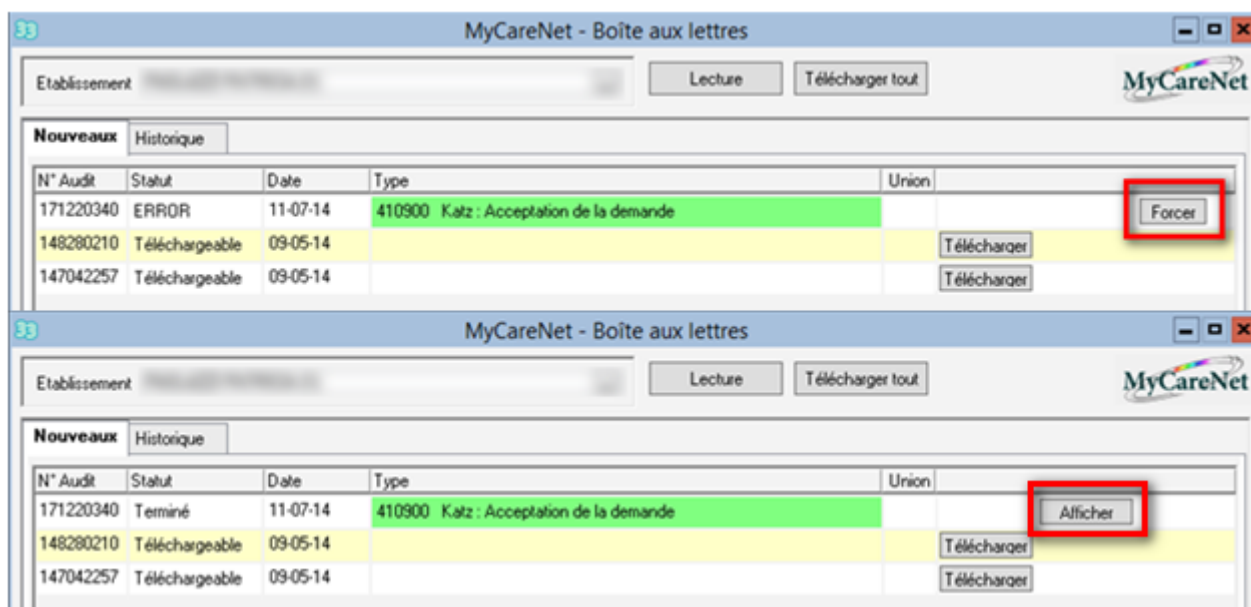 MyCareNet - Boîte aux lettres
Etablissement Lecture Télécharger tout MyCareNet
Nouveaux Historique
N° Audit Statut Date Type Union
171220340 ERROR 11-07-14 410900 Katz : Acceptation de la demande Forcer
148280210 Téléchargeable 09-05-14 Télécharger
147042257 Téléchargeable 09-05-14 Télécharger
MyCareNet - Boîte aux lettres
Etablissement Lecture Télécharger tout MyCareNet
Nouveaux Historique
N° Audit Statut Date Type Union
171220340 Terminé 11-07-14 410900 Katz : Acceptation de la demande Afficher
148280210 Téléchargeable 09-05-14 Télécharger
147042257 Téléchargeable 09-05-14 Télécharger